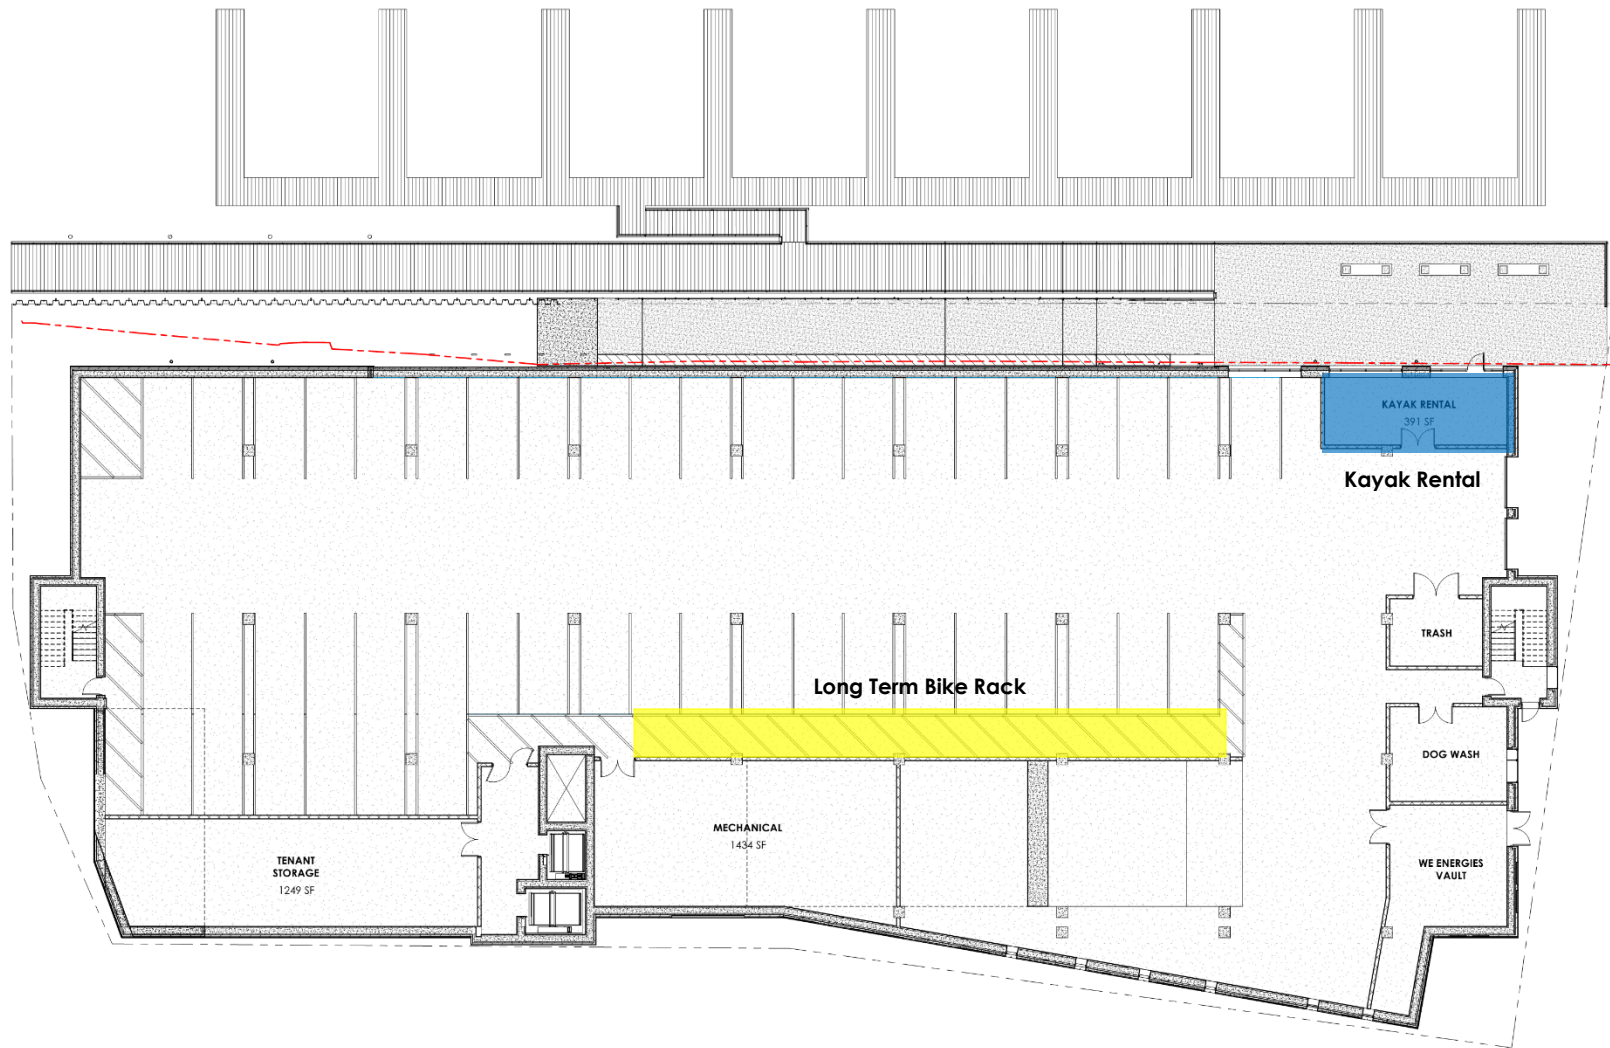 KAYAK RENTAL
391 SF
Kayak Rental
TRASH
Long Term Bike Rack
DOG WASH
MECHANICAL
1434 SF
TENANT
STORAGE
1249 SF
WE ENERGIES
VAULT